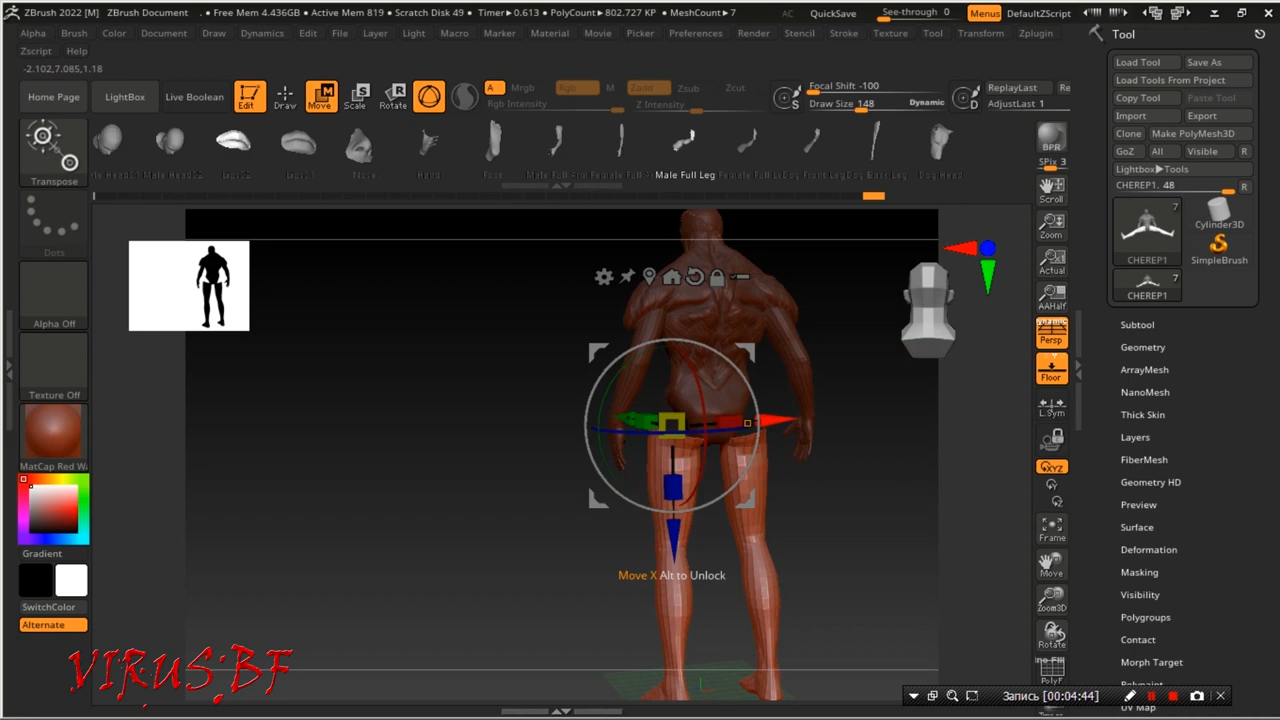 ZBrush 2022 [M] ZBrush Document . • Free Mem 4.436GB • Active Mem 819 • Scratch Disk 49 • Timer▸0.613 • PolyCount▸802.727 KP • MeshCount▸7 AC QuickSave See-through 0 Menus DefaultZScript
Alpha Brush Color Document Draw Dynamics Edit File Layer Light Macro Marker Material Movie Picker Preferences Render Stencil Stroke Texture Tool Transform Zplugin
Zscript Help
Tool
-2.102,7.085,1.18
Load Tool Save As
Load Tools From Project
Copy Tool Paste Tool
Import Export
Clone Make PolyMesh3D
GoZ All Visible R
Lightbox▶Tools
CHEREP1. 48 R
7
Cylinder3D
CHEREP1
SimpleBrush
7
CHEREP1
Home Page LightBox Live Boolean Edit Draw Move Scale Rotate
A Mrgb Rgb M Zadd Zsub Zcut
Rgb Intensity Z Intensity
S Focal Shift -100
Draw Size 148 Dynamic
D ReplayLast Re
AdjustLast 1
Male Full Leg
Transpose
Dots
Alpha Off
Texture Off
MatCap Red Wa
Gradient
SwitchColor
Alternate
BPR
SPix 3
Scroll
Zoom
Actual
AAHalf
Dynamic
Persp
Floor
L.Sym
XYZ
Y
Z
Frame
Move
Zoom3D
Rotate
PolyF
Subtool
Geometry
ArrayMesh
NanoMesh
Thick Skin
Layers
FiberMesh
Geometry HD
Preview
Surface
Deformation
Masking
Visibility
Polygroups
Contact
Morph Target
Polypaint
UV Map
Move X Alt to Unlock
VIRUS:BF
Запись [00:04:44]